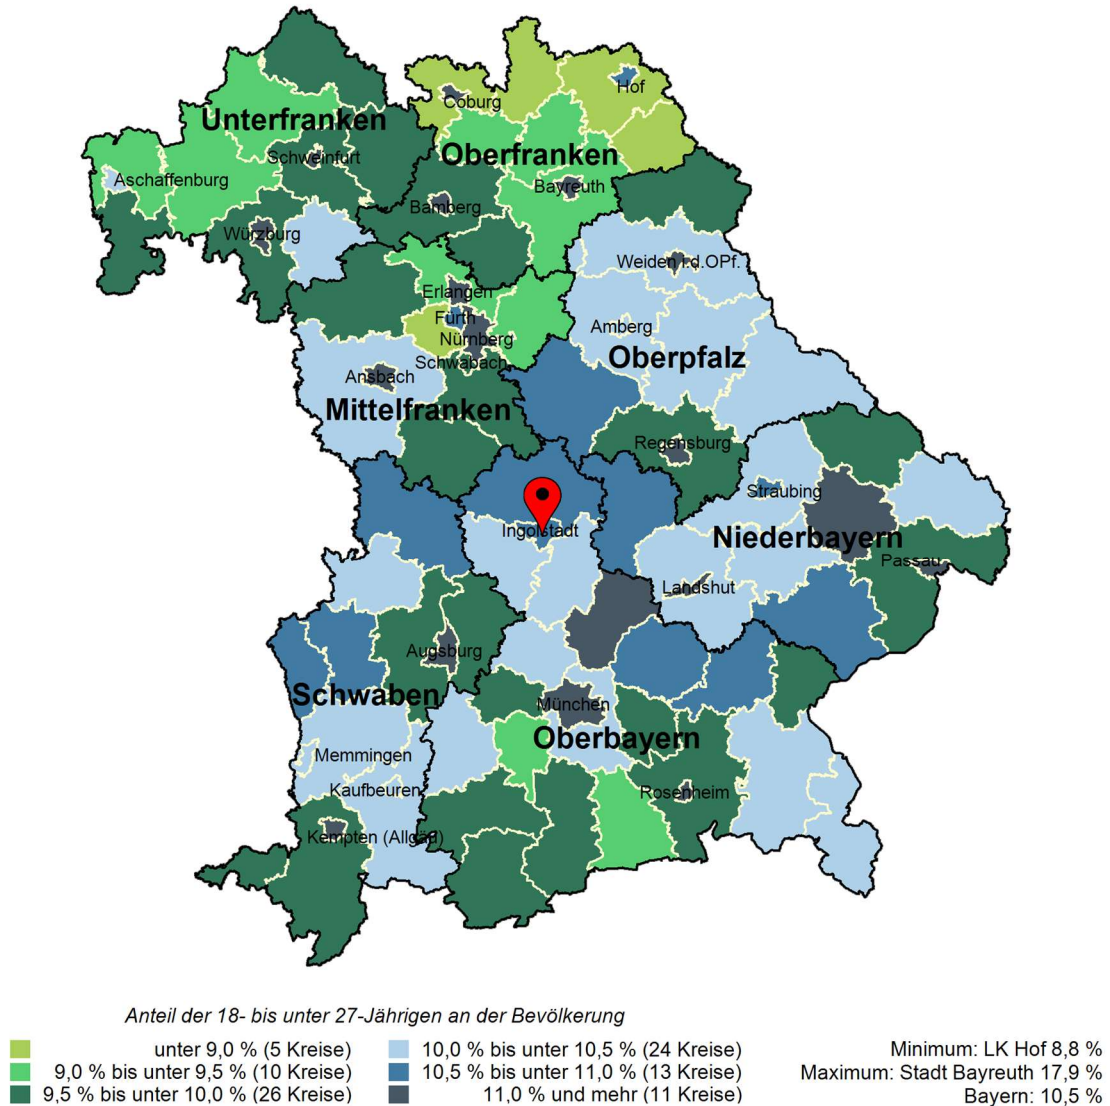 Hof
Coburg
Unterfranken
Oberfranken
Schweinfurt
Aschaffenburg
Bayreuth
Bamberg
Würzburg
Weiden i.d.OPf.
Erlangen
Fürth
Amberg
Nürnberg
Oberpfalz
Schwabach
Ansbach
Mittelfranken
Regensburg
Straubing
Ingolstadt
Niederbayern
Passau
Landshut
Augsburg
Schwaben
München
Oberbayern
Memmingen
Kaufbeuren
Rosenheim
Kempten (Allgäu)
Anteil der 18- bis unter 27-Jährigen an der Bevölkerung
unter 9,0 % (5 Kreise)
9,0 % bis unter 9,5 % (10 Kreise)
9,5 % bis unter 10,0 % (26 Kreise)
10,0 % bis unter 10,5 % (24 Kreise)
10,5 % bis unter 11,0 % (13 Kreise)
11,0 % und mehr (11 Kreise)
Minimum: LK Hof 8,8 %
Maximum: Stadt Bayreuth 17,9 %
Bayern: 10,5 %